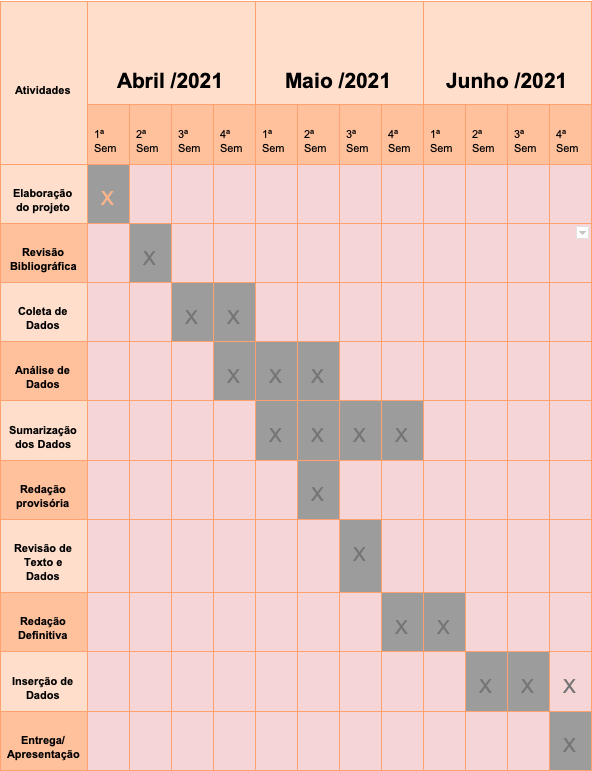 Atividades
Abril /2021
Maio /2021
Junho /2021
1ª Sem
2ª Sem
3ª Sem
4ª Sem
1ª Sem
2ª Sem
3ª Sem
4ª Sem
1ª Sem
2ª Sem
3ª Sem
4ª Sem
Elaboração
do projeto
X
Revisão
Bibliográfica
X
Coleta de
Dados
X X
Análise de
Dados
X X X
Sumarização
dos Dados
X X X X
Redação
provisória
X
Revisão de
Texto e
Dados
X
Redação
Definitiva
X X
Inserção de
Dados
X X X
Entrega/
Apresentação
X